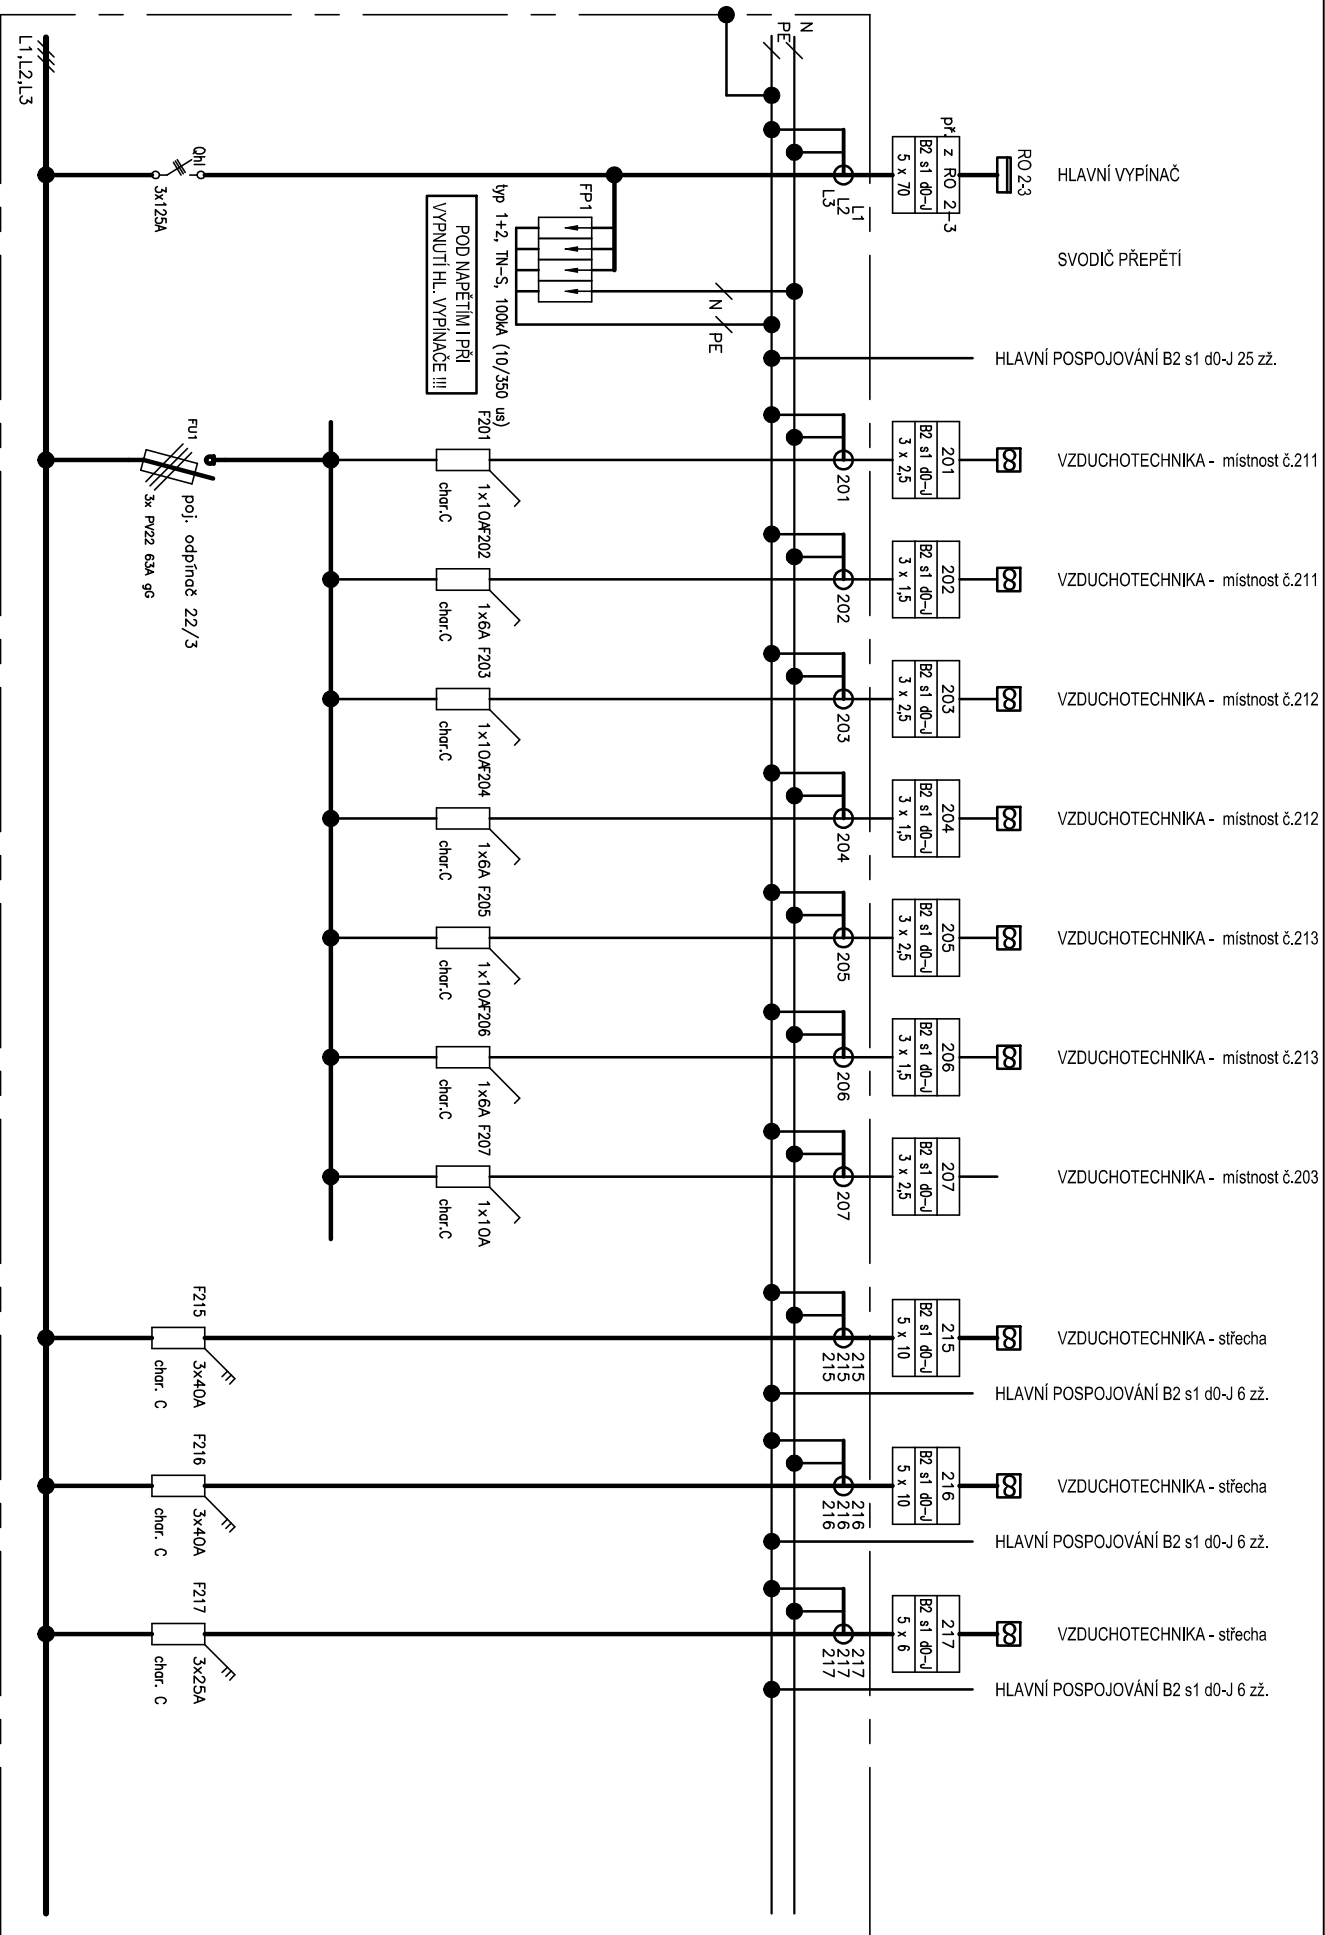 N
PE
L1,L2,L3
RO 2-3
HLAVNÍ VYPÍNAČ
př. z RO 2-3
B2 s1 d0-J
5 x 70
L1
L2
L3
Qhl
3x125A
SVODIČ PŘEPĚTÍ
FP1
typ 1+2, TN-S, 100kA (10/350 us)
POD NAPĚTÍM I PŘI
VYPNUTÍ HL. VYPÍNAČE !!!
N
PE
HLAVNÍ POSPOJOVÁNÍ B2 s1 d0-J 25 zž.
FU1
poj. odpínač 22/3
3x PV22 63A gG
VZDUCHOTECHNIKA - místnost č.211
201
B2 s1 d0-J
3 x 2,5
201
F201
1x10A
char.C
VZDUCHOTECHNIKA - místnost č.211
202
B2 s1 d0-J
3 x 1,5
202
F202
1x6A
char.C
VZDUCHOTECHNIKA - místnost č.212
203
B2 s1 d0-J
3 x 2,5
203
F203
1x10A
char.C
VZDUCHOTECHNIKA - místnost č.212
204
B2 s1 d0-J
3 x 1,5
204
F204
1x6A
char.C
VZDUCHOTECHNIKA - místnost č.213
205
B2 s1 d0-J
3 x 2,5
205
F205
1x10A
char.C
VZDUCHOTECHNIKA - místnost č.213
206
B2 s1 d0-J
3 x 1,5
206
F206
1x6A
char.C
VZDUCHOTECHNIKA - místnost č.203
207
B2 s1 d0-J
3 x 2,5
207
F207
1x10A
char.C
VZDUCHOTECHNIKA - střecha
215
B2 s1 d0-J
5 x 10
215
215
215
F215
3x40A
char. C
HLAVNÍ POSPOJOVÁNÍ B2 s1 d0-J 6 zž.
VZDUCHOTECHNIKA - střecha
216
B2 s1 d0-J
5 x 10
216
216
216
F216
3x40A
char. C
HLAVNÍ POSPOJOVÁNÍ B2 s1 d0-J 6 zž.
VZDUCHOTECHNIKA - střecha
217
B2 s1 d0-J
5 x 6
217
217
217
F217
3x25A
char. C
HLAVNÍ POSPOJOVÁNÍ B2 s1 d0-J 6 zž.